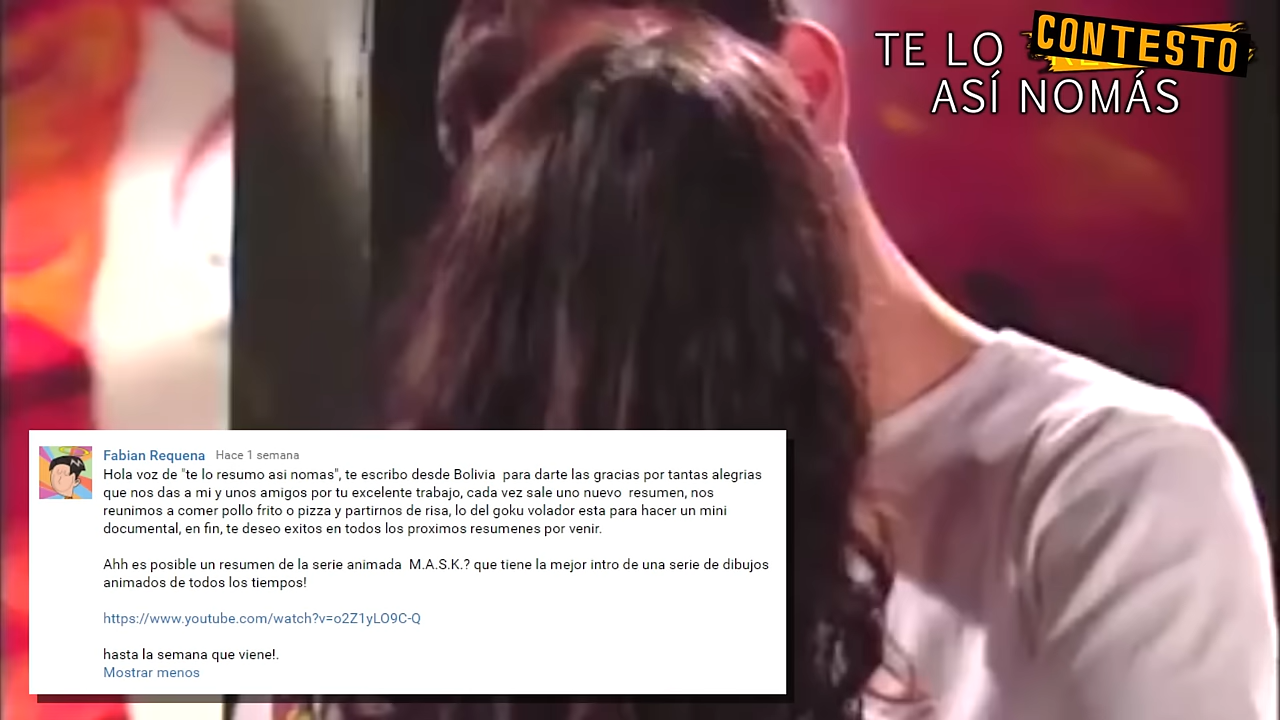 TE LO CONTESTO
ASÍ NOMÁS
Fabian Requena Hace 1 semana
Hola voz de "te lo resumo asi nomas", te escribo desde Bolivia para darte las gracias por tantas alegrias
que nos das a mi y unos amigos por tu excelente trabajo, cada vez sale uno nuevo resumen, nos
reunimos a comer pollo frito o pizza y partirnos de risa, lo del goku volador esta para hacer un mini
documental, en fin, te deseo exitos en todos los proximos resumenes por venir.
Ahh es posible un resumen de la serie animada M.A.S.K.? que tiene la mejor intro de una serie de dibujos
animados de todos los tiempos!
https://www.youtube.com/watch?v=o2Z1yLO9C-Q
hasta la semana que viene!.
Mostrar menos